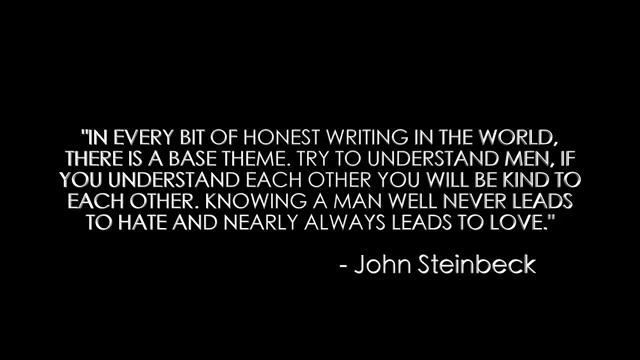 "IN EVERY BIT OF HONEST WRITING IN THE WORLD,
THERE IS A BASE THEME. TRY TO UNDERSTAND MEN, IF
YOU UNDERSTAND EACH OTHER YOU WILL BE KIND TO
EACH OTHER. KNOWING A MAN WELL NEVER LEADS
TO HATE AND NEARLY ALWAYS LEADS TO LOVE."
- John Steinbeck